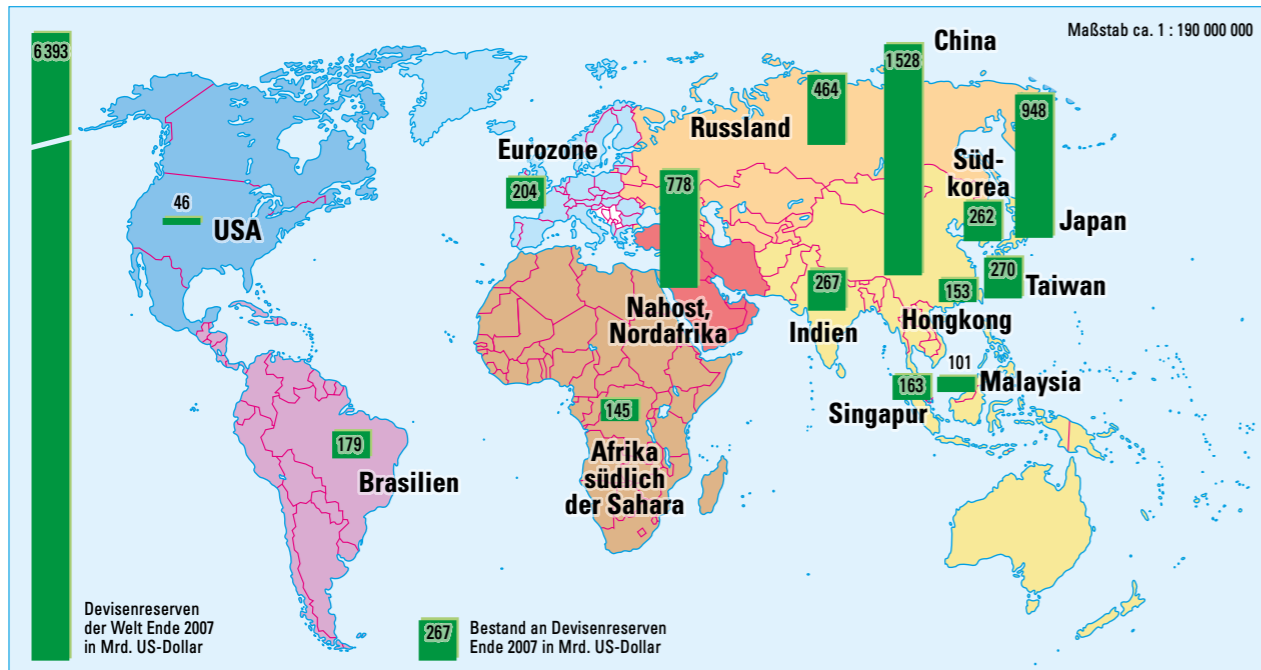 6 393
Maßstab ca. 1 : 190 000 000
China
1 528
464
Russland
948
Eurozone
204
778
Süd-
korea
262
Japan
46
USA
267
Indien
153
Hongkong
270
Taiwan
Nahost,
Nordafrika
101
Malaysia
163
Singapur
145
Afrika
südlich
der Sahara
179
Brasilien
Devisenreserven
der Welt Ende 2007
in Mrd. US-Dollar
267
Bestand an Devisenreserven
Ende 2007 in Mrd. US-Dollar